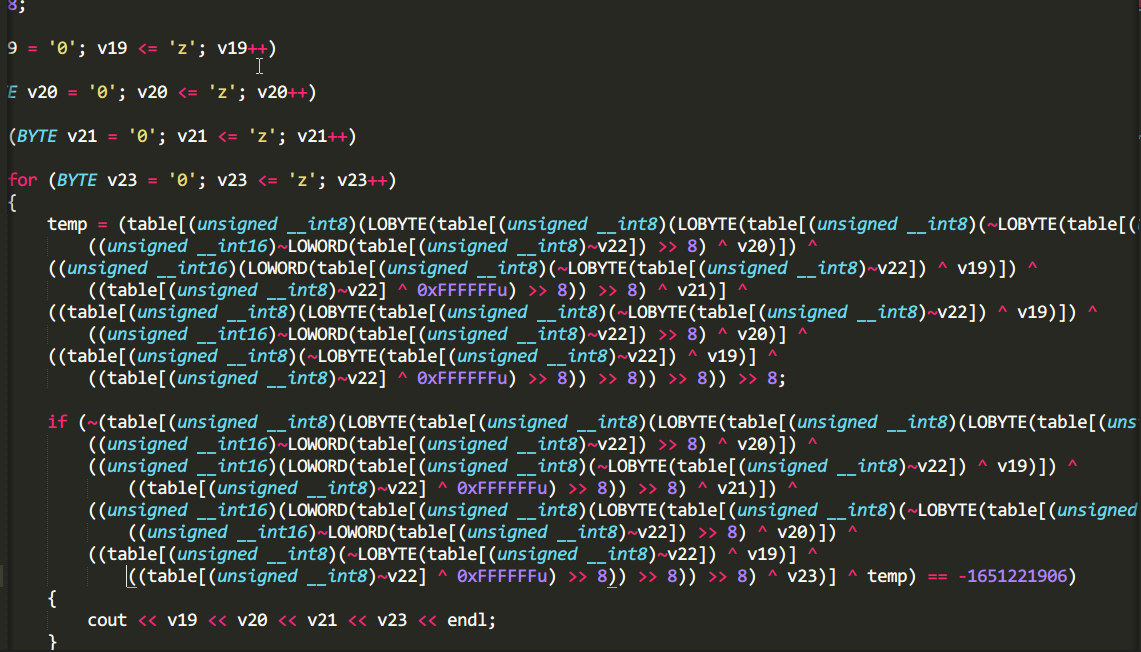 8;
9 = '0'; v19 <= 'z'; v19++)
E v20 = '0'; v20 <= 'z'; v20++)
(BYTE v21 = '0'; v21 <= 'z'; v21++)
for (BYTE v23 = '0'; v23 <= 'z'; v23++)
{
temp = (table[(unsigned __int8)(LOBYTE(table[(unsigned __int8)(LOBYTE(table[(unsigned __int8)(~LOBYTE(table[(
((unsigned __int16)~LOWORD(table[(unsigned __int8)~v22]) >> 8) ^ v20)]) ^
((unsigned __int16)(LOWORD(table[(unsigned __int8)(~LOBYTE(table[(unsigned __int8)~v22]) ^ v19)]) ^
((table[(unsigned __int8)~v22] ^ 0xFFFFFFu) >> 8)) >> 8) ^ v21)] ^
((table[(unsigned __int8)(LOBYTE(table[(unsigned __int8)(~LOBYTE(table[(unsigned __int8)~v22]) ^ v19)]) ^
((unsigned __int16)~LOWORD(table[(unsigned __int8)~v22]) >> 8) ^ v20)] ^
((table[(unsigned __int8)(~LOBYTE(table[(unsigned __int8)~v22]) ^ v19)] ^
((table[(unsigned __int8)~v22] ^ 0xFFFFFFu) >> 8)) >> 8)) >> 8)) >> 8;
if (~(table[(unsigned __int8)(LOBYTE(table[(unsigned __int8)(LOBYTE(table[(unsigned __int8)(LOBYTE(table[(uns
((unsigned __int16)~LOWORD(table[(unsigned __int8)~v22]) >> 8) ^ v20)]) ^
((unsigned __int16)(LOWORD(table[(unsigned __int8)(~LOBYTE(table[(unsigned __int8)~v22]) ^ v19)]) ^
((table[(unsigned __int8)~v22] ^ 0xFFFFFFu) >> 8)) >> 8) ^ v21)]) ^
((unsigned __int16)(LOWORD(table[(unsigned __int8)(LOBYTE(table[(unsigned __int8)(~LOBYTE(table[(unsigned
((unsigned __int16)~LOWORD(table[(unsigned __int8)~v22]) >> 8) ^ v20)]) ^
((table[(unsigned __int8)(~LOBYTE(table[(unsigned __int8)~v22]) ^ v19)] ^
((table[(unsigned __int8)~v22] ^ 0xFFFFFFu) >> 8)) >> 8)) >> 8) ^ v23)] ^ temp) == -1651221906)
{
cout << v19 << v20 << v21 << v23 << endl;
}